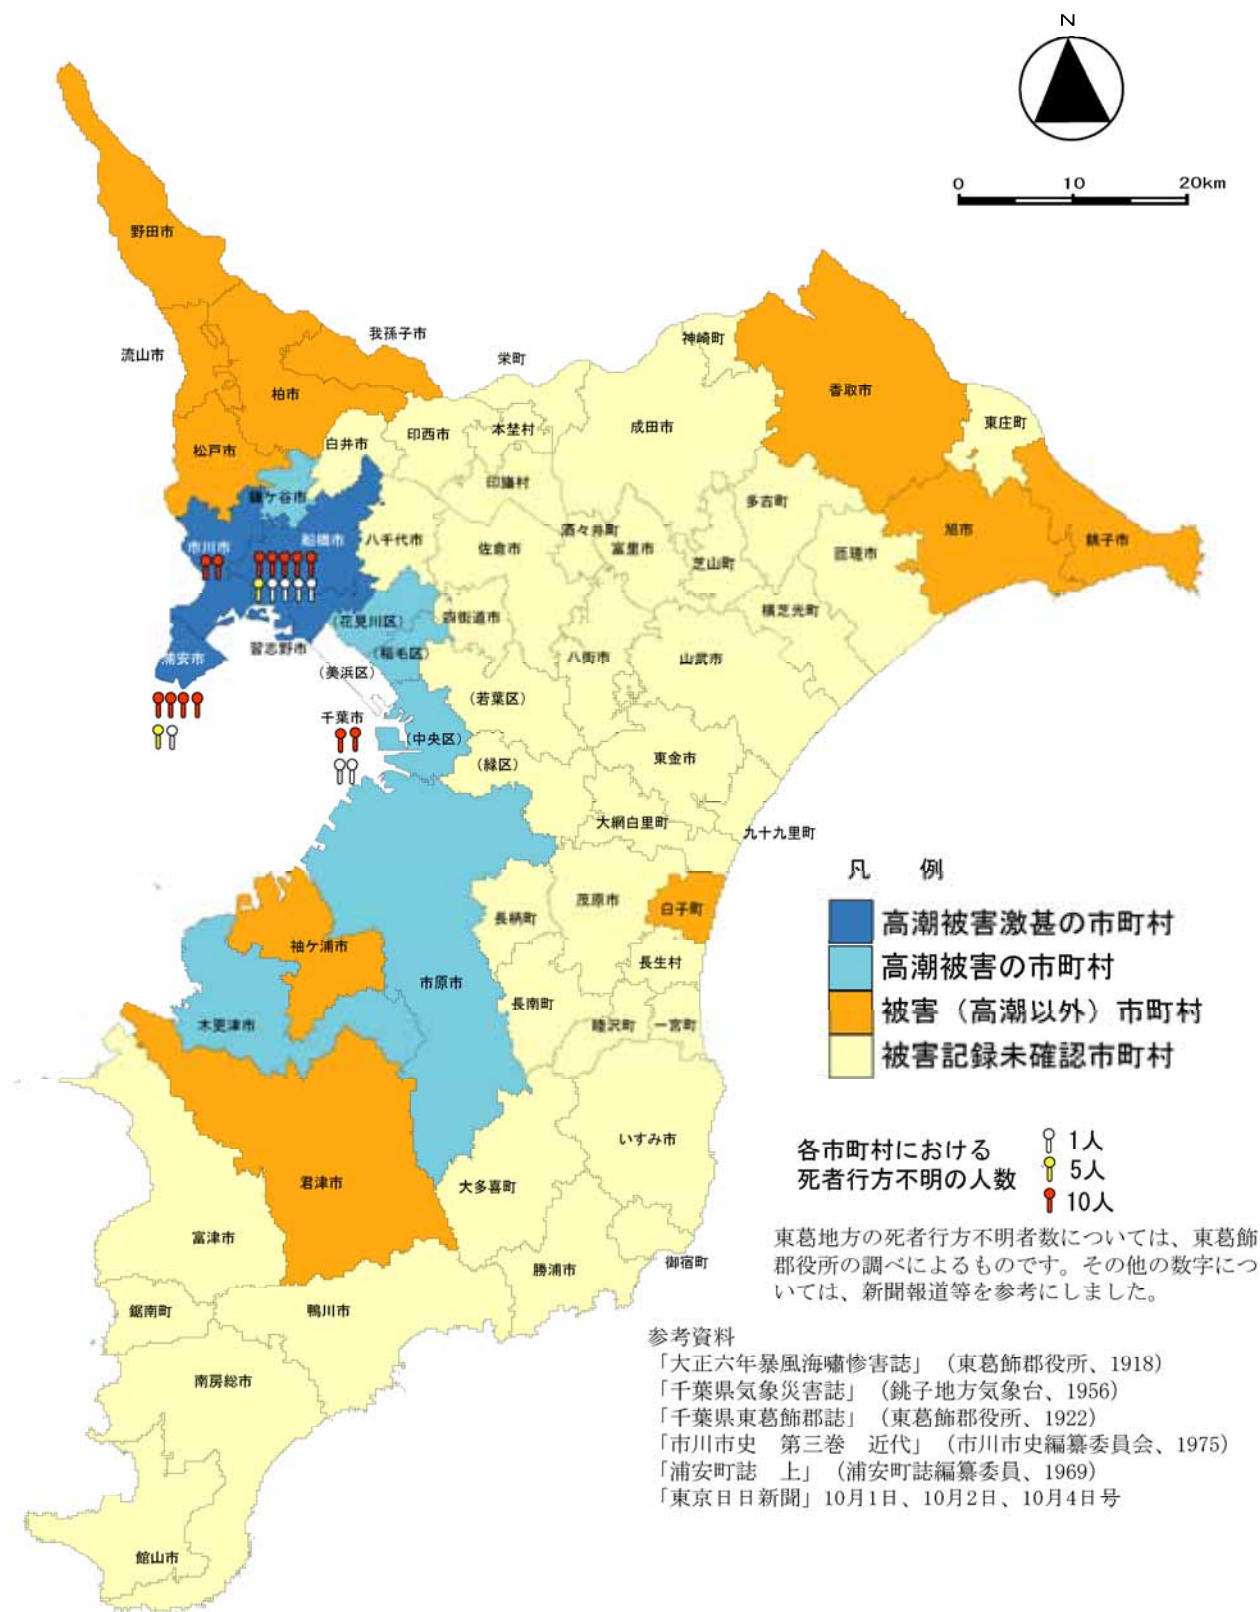 N
0 10 20km
野田市
我孫子市
流山市
栄町
神崎町
柏市
香取市
東庄町
成田市
松戸市
白井市
印西市
本埜村
印旛村
鎌ケ谷市
多古町
旭市
銚子市
市川市
船橋市
八千代市
佐倉市
酒々井町
富里市
芝山町
匝瑳市
横芝光町
(花見川区)
四街道市
習志野市
(稲毛区)
浦安市
(美浜区)
八街市
山武市
(若葉区)
千葉市
(中央区)
(緑区)
東金市
大網白里町
九十九里町
凡 例
高潮被害激甚の市町村
高潮被害の市町村
被害（高潮以外）市町村
被害記録未確認市町村
茂原市
白子町
長柄町
袖ケ浦市
市原市
長生村
長南町
木更津市
睦沢町
一宮町
いすみ市
各市町村における
死者行方不明の人数
1人
5人
10人
君津市
大多喜町
富津市
勝浦市
御宿町
東葛地方の死者行方不明者数については、東葛飾
郡役所の調べによるものです。その他の数字につ
いては、新聞報道等を参考にしました。
鋸南町
鴨川市
南房総市
館山市
参考資料
「大正六年暴風海嘯惨害誌」（東葛飾郡役所、1918）
「千葉県気象災害誌」（銚子地方気象台、1956）
「千葉県東葛飾郡誌」（東葛飾郡役所、1922）
「市川市史　第三巻　近代」（市川市史編纂委員会、1975）
「浦安町誌　上」（浦安町誌編纂委員、1969）
「東京日日新聞」10月1日、10月2日、10月4日号